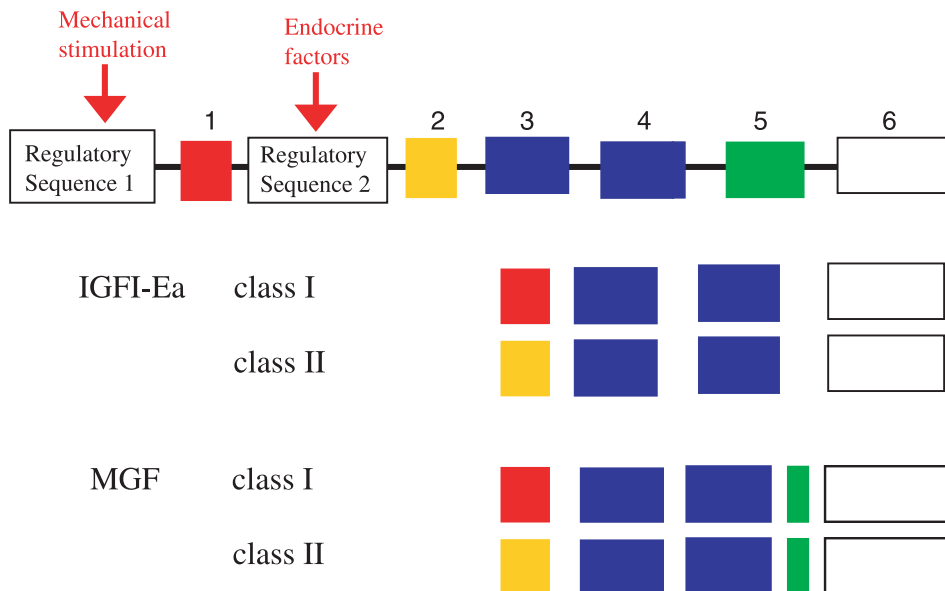 Mechanical
stimulation
Endocrine
factors
1
2
3
4
5
6
Regulatory
Sequence 1
Regulatory
Sequence 2
IGFI-Ea class I
class II
MGF class I
class II